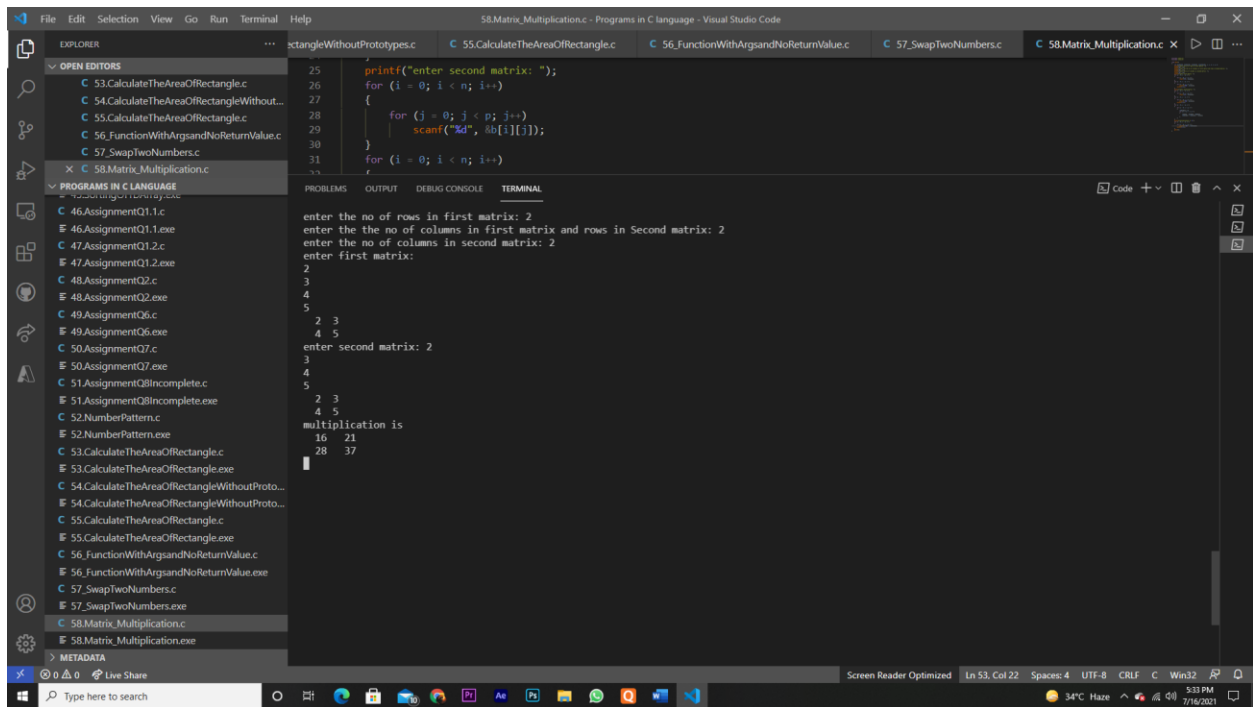 File Edit Selection View Go Run Terminal Help 58.Matrix_Multiplication.c - Programs in C language - Visual Studio Code
EXPLORER
OPEN EDITORS
53.CalculateTheAreaOfRectangle.c
54.CalculateTheAreaOfRectangleWithout...
55.CalculateTheAreaOfRectangle.c
56_FunctionWithArgsandNoReturnValue.c
57_SwapTwoNumbers.c
58.Matrix_Multiplication.c
PROGRAMS IN C LANGUAGE
46.AssignmentQ1.1.c
46.AssignmentQ1.1.exe
47.AssignmentQ1.2.c
47.AssignmentQ1.2.exe
48.AssignmentQ2.c
48.AssignmentQ2.exe
49.AssignmentQ6.c
49.AssignmentQ6.exe
50.AssignmentQ7.c
50.AssignmentQ7.exe
51.AssignmentQ8Incomplete.c
51.AssignmentQ8Incomplete.exe
52.NumberPattern.c
52.NumberPattern.exe
53.CalculateTheAreaOfRectangle.c
53.CalculateTheAreaOfRectangle.exe
54.CalculateTheAreaOfRectangleWithoutProto...
54.CalculateTheAreaOfRectangleWithoutProto...
55.CalculateTheAreaOfRectangle.c
55.CalculateTheAreaOfRectangle.exe
56_FunctionWithArgsandNoReturnValue.c
56_FunctionWithArgsandNoReturnValue.exe
57_SwapTwoNumbers.c
57_SwapTwoNumbers.exe
58.Matrix_Multiplication.c
58.Matrix_Multiplication.exe
METADATA
ectangleWithoutPrototypes.c C 55.CalculateTheAreaOfRectangle.c C 56_FunctionWithArgsandNoReturnValue.c C 57_SwapTwoNumbers.c C 58.Matrix_Multiplication.c
25 printf("enter second matrix: ");
26 for (i = 0; i < n; i++)
27 {
28 for (j = 0; j < p; j++)
29 scanf("%d", &b[i][j]);
30 }
31 for (i = 0; i < n; i++)
PROBLEMS OUTPUT DEBUG CONSOLE TERMINAL Code
enter the no of rows in first matrix: 2
enter the the no of columns in first matrix and rows in Second matrix: 2
enter the no of columns in second matrix: 2
enter first matrix:
2
3
4
5
2 3
4 5
enter second matrix: 2
3
4
5
2 3
4 5
multiplication is
16 21
28 37
0 0 Live Share Screen Reader Optimized Ln 53, Col 22 Spaces: 4 UTF-8 CRLF C Win32
Type here to search 34°C Haze 5:33 PM
7/16/2021